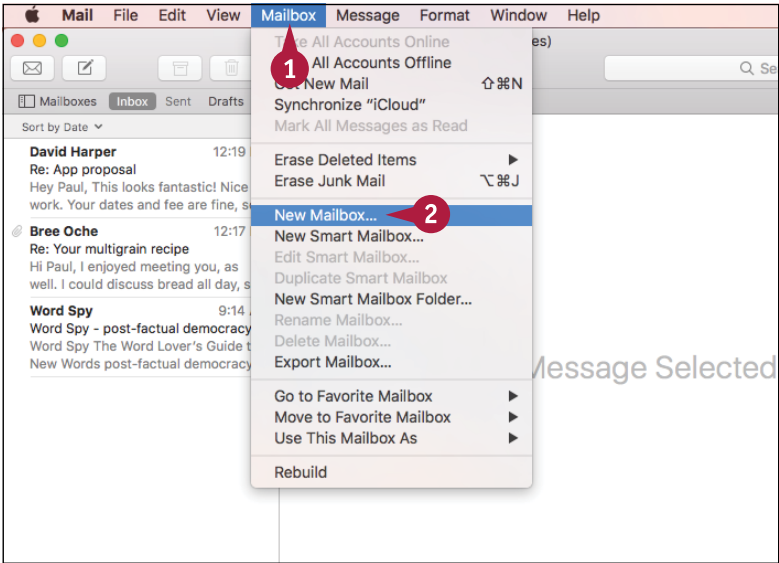 Mail File Edit View Mailbox Message Format Window Help
All Accounts Online
es)
1
All Accounts Offline
New Mail ⇧⌘N
Synchronize “iCloud”
Mark All Messages as Read
Mailboxes Inbox Sent Drafts
Sort by Date
David Harper 12:19
Re: App proposal
Hey Paul, This looks fantastic! Nice
work. Your dates and fee are fine, s
Bree Oche 12:17
Re: Your multigrain recipe
Hi Paul, I enjoyed meeting you, as
well. I could discuss bread all day, s
Word Spy 9:14
Word Spy - post-factual democracy
Word Spy The Word Lover's Guide t
New Words post-factual democracy
Erase Deleted Items
Erase Junk Mail ⌥⌘J
New Mailbox... 2
New Smart Mailbox...
Edit Smart Mailbox...
Duplicate Smart Mailbox
New Smart Mailbox Folder...
Rename Mailbox...
Delete Mailbox...
Export Mailbox...
Go to Favorite Mailbox
Move to Favorite Mailbox
Use This Mailbox As
Rebuild
Se
Message Selected